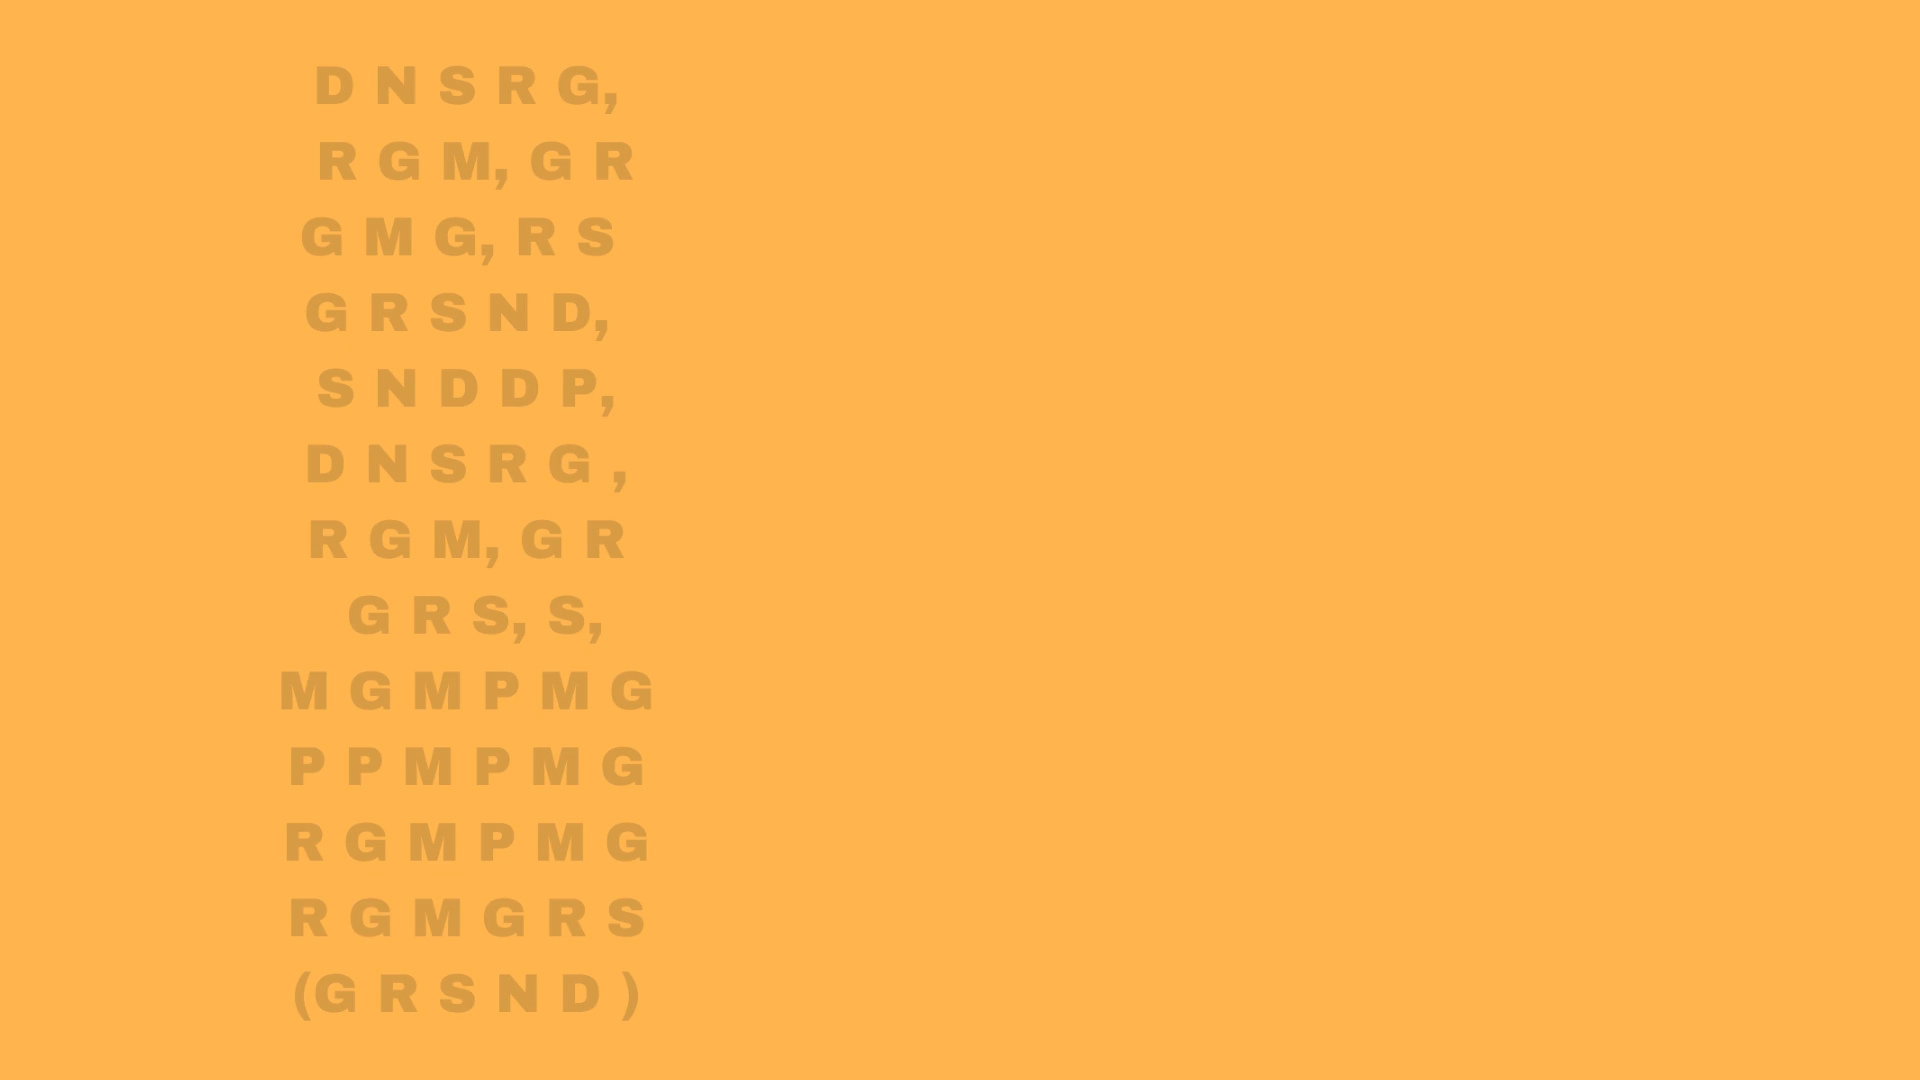 D N S R G,
R G M, G R
G M G, R S
G R S N D,
S N D D P,
D N S R G ,
R G M, G R
G R S, S,
M G M P M G
P P M P M G
R G M P M G
R G M G R S
(G R S N D )